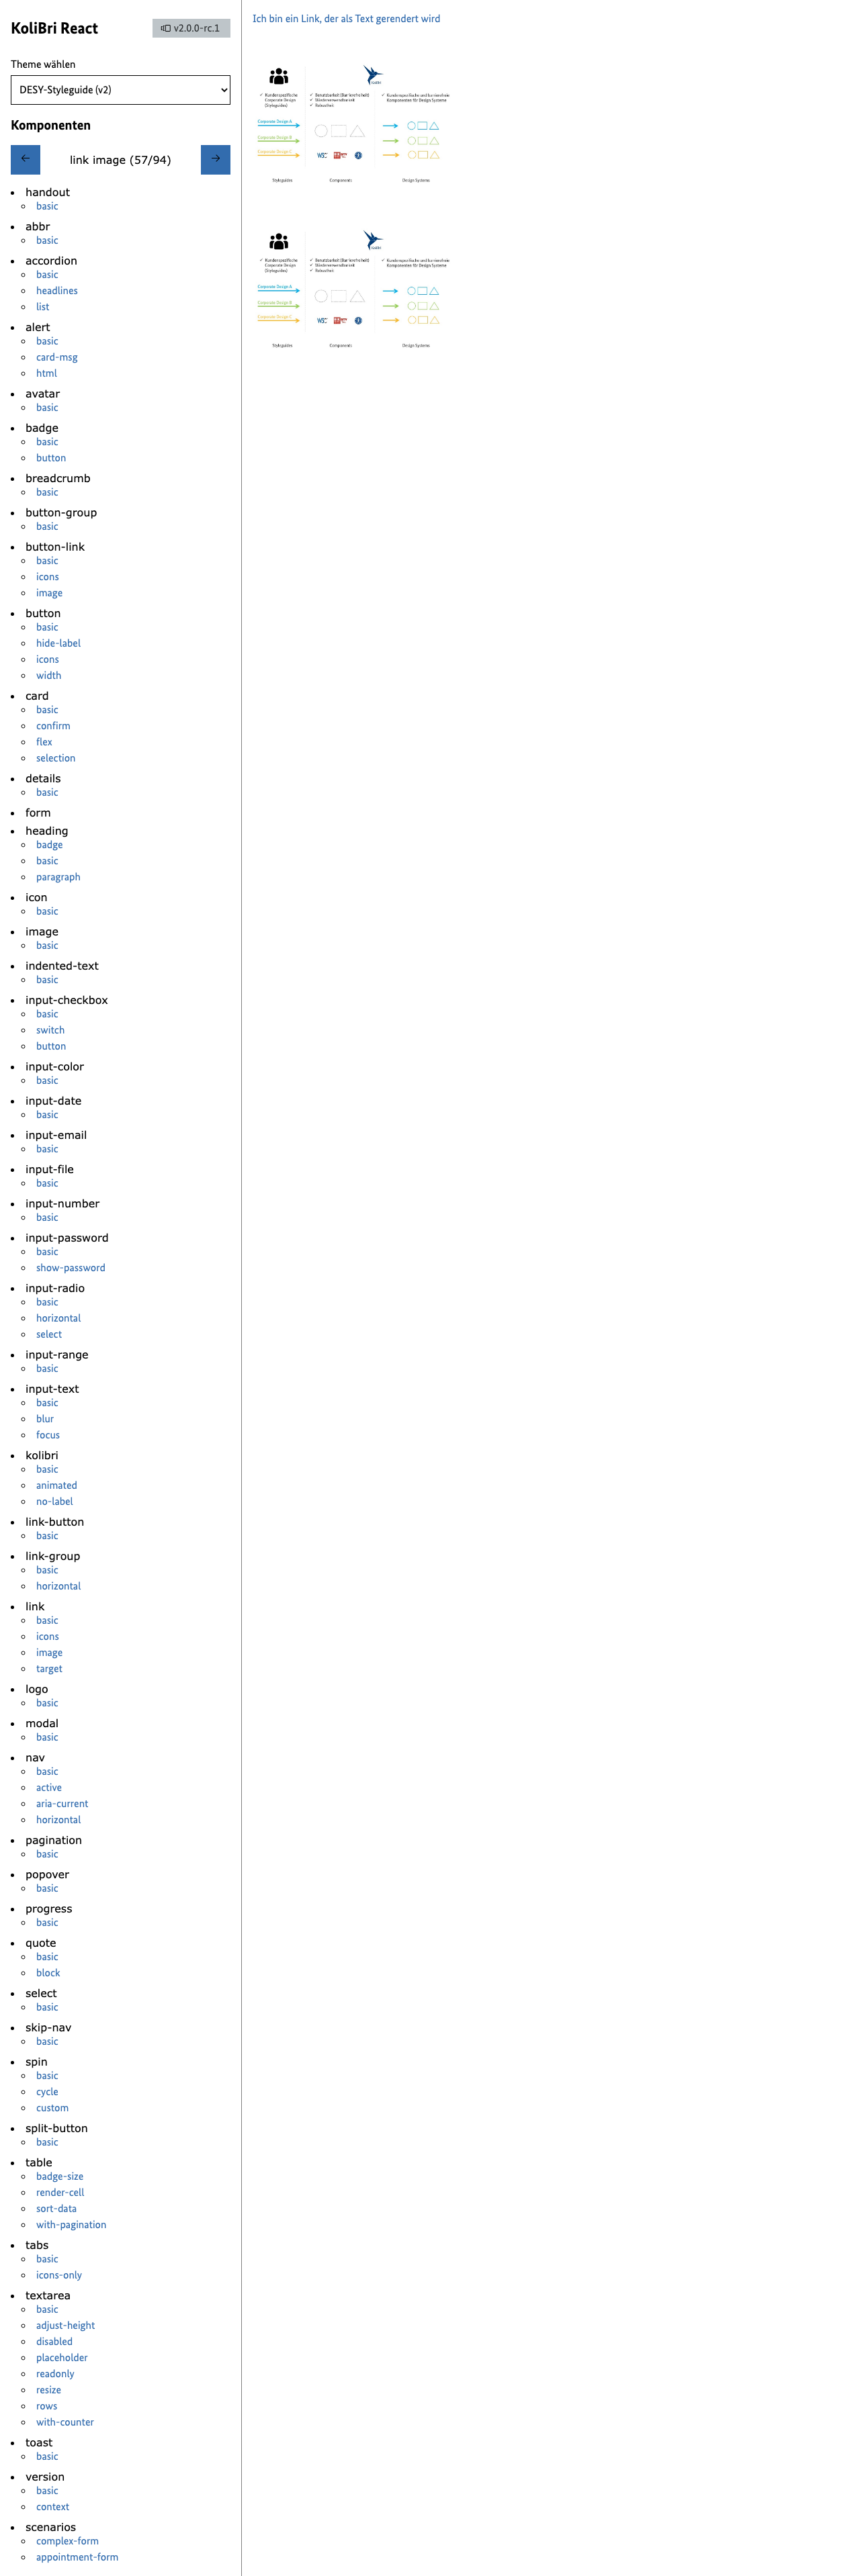 KoliBri React
v2.0.0-rc.1
Theme wählen
DESY-Styleguide (v2)
Komponenten
link image (57/94)
handout
basic
abbr
basic
accordion
basic
headlines
list
alert
basic
card-msg
html
avatar
basic
badge
basic
button
breadcrumb
basic
button-group
basic
button-link
basic
icons
image
button
basic
hide-label
icons
width
card
basic
confirm
flex
selection
details
basic
form
heading
badge
basic
paragraph
icon
basic
image
basic
indented-text
basic
input-checkbox
basic
switch
button
input-color
basic
input-date
basic
input-email
basic
input-file
basic
input-number
basic
input-password
basic
show-password
input-radio
basic
horizontal
select
input-range
basic
input-text
basic
blur
focus
kolibri
basic
animated
no-label
link-button
basic
link-group
basic
horizontal
link
basic
icons
image
target
logo
basic
modal
basic
nav
basic
active
aria-current
horizontal
pagination
basic
popover
basic
progress
basic
quote
basic
block
select
basic
skip-nav
basic
spin
basic
cycle
custom
split-button
basic
table
badge-size
render-cell
sort-data
with-pagination
tabs
basic
icons-only
textarea
basic
adjust-height
disabled
placeholder
readonly
resize
rows
with-counter
toast
basic
version
basic
context
scenarios
complex-form
appointment-form
Ich bin ein Link, der als Text gerendert wird
✓ Kundenspezifische Corporate Design (Styleguides)
✓ Benutzbarkeit (Barrierefreiheit)
✓ Wiederverwendbarkeit
✓ Robustheit
✓ Kundenspezifische und barrierefreie Komponenten für Design Systeme
Corporate Design A
Corporate Design B
Corporate Design C
Styleguides
Components
Design Systeme
✓ Kundenspezifische Corporate Design (Styleguides)
✓ Benutzbarkeit (Barrierefreiheit)
✓ Wiederverwendbarkeit
✓ Robustheit
✓ Kundenspezifische und barrierefreie Komponenten für Design Systeme
Corporate Design A
Corporate Design B
Corporate Design C
Styleguides
Components
Design Systeme